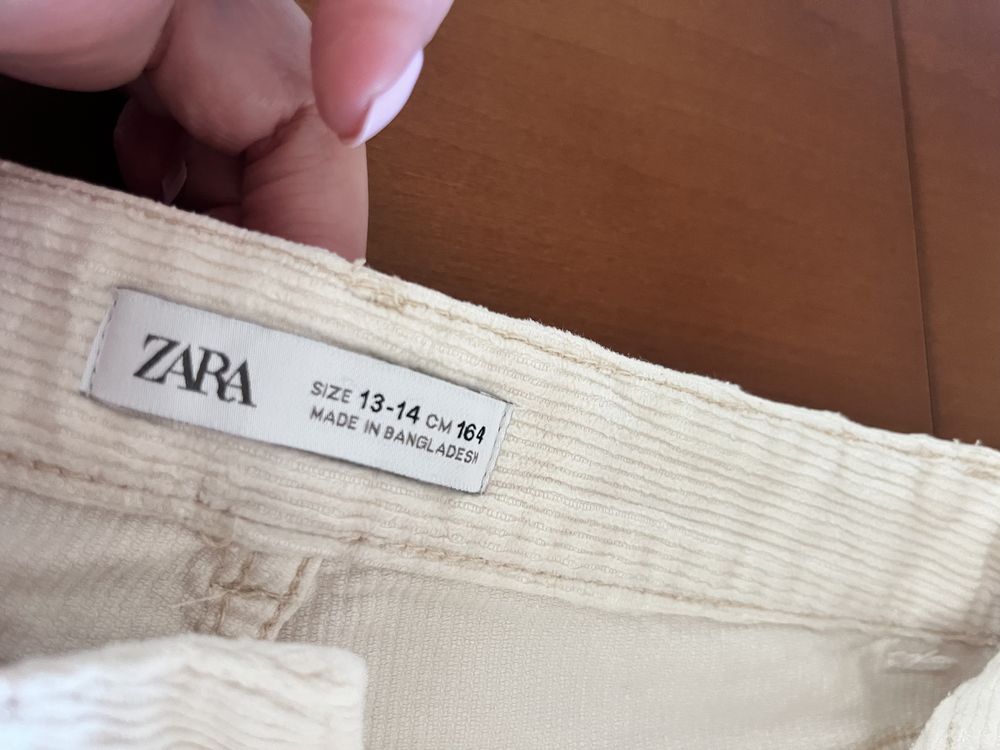 ZARA
SIZE 13-14 CM 164
MADE IN BANGLADESH